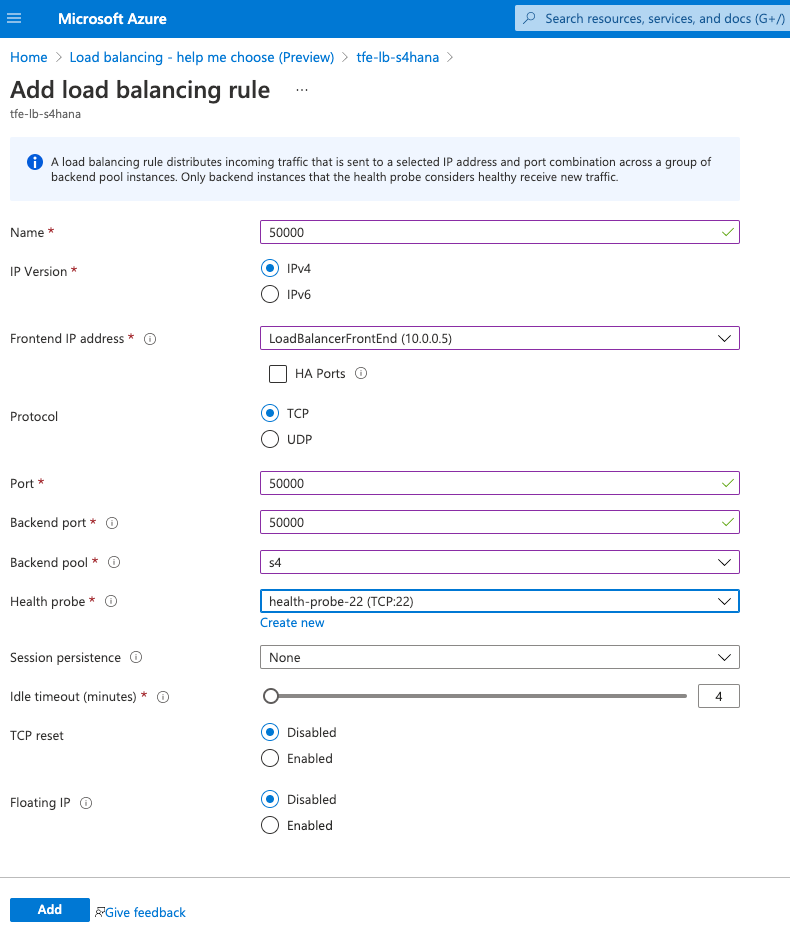 Microsoft Azure
Search resources, services, and docs (G+/)
Home > Load balancing - help me choose (Preview) > tfe-lb-s4hana >
Add load balancing rule ...
tfe-lb-s4hana
A load balancing rule distributes incoming traffic that is sent to a selected IP address and port combination across a group of
backend pool instances. Only backend instances that the health probe considers healthy receive new traffic.
Name *
50000
IP Version *
IPv4
IPv6
Frontend IP address *
LoadBalancerFrontEnd (10.0.0.5)
HA Ports
Protocol
TCP
UDP
Port *
50000
Backend port *
50000
Backend pool *
s4
Health probe *
health-probe-22 (TCP:22)
Create new
Session persistence
None
Idle timeout (minutes) *
4
TCP reset
Disabled
Enabled
Floating IP
Disabled
Enabled
Add
Give feedback